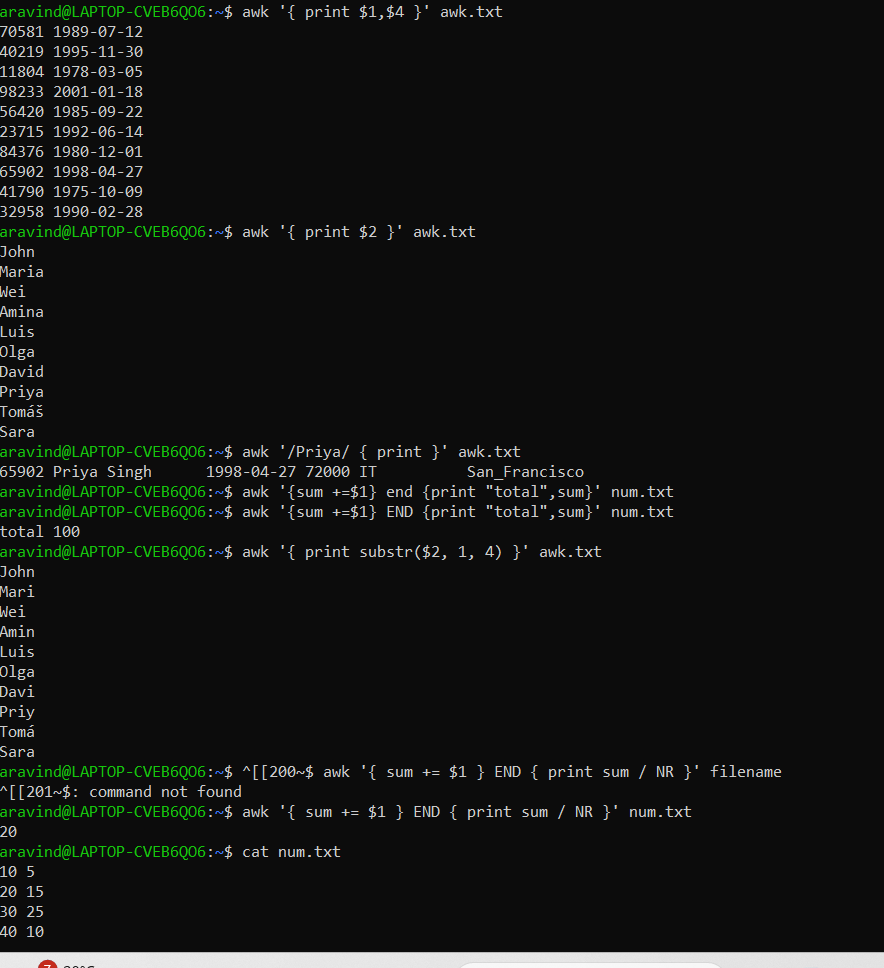 aravind@LAPTOP-CVEB6QO6:~$ awk '{ print $1,$4 }' awk.txt
70581 1989-07-12
40219 1995-11-30
11804 1978-03-05
98233 2001-01-18
56420 1985-09-22
23715 1992-06-14
84376 1980-12-01
65902 1998-04-27
41790 1975-10-09
32958 1990-02-28
aravind@LAPTOP-CVEB6QO6:~$ awk '{ print $2 }' awk.txt
John
Maria
Wei
Amina
Luis
Olga
David
Priya
Tomáš
Sara
aravind@LAPTOP-CVEB6QO6:~$ awk '/Priya/ { print }' awk.txt
65902 Priya Singh      1998-04-27 72000 IT          San_Francisco
aravind@LAPTOP-CVEB6QO6:~$ awk '{sum +=$1} end {print "total",sum}' num.txt
aravind@LAPTOP-CVEB6QO6:~$ awk '{sum +=$1} END {print "total",sum}' num.txt
total 100
aravind@LAPTOP-CVEB6QO6:~$ awk '{ print substr($2, 1, 4) }' awk.txt
John
Mari
Wei
Amin
Luis
Olga
Davi
Priy
Tomá
Sara
aravind@LAPTOP-CVEB6QO6:~$ ^[[200~$ awk '{ sum += $1 } END { print sum / NR }' filename
^[[201~$: command not found
aravind@LAPTOP-CVEB6QO6:~$ awk '{ sum += $1 } END { print sum / NR }' num.txt
20
aravind@LAPTOP-CVEB6QO6:~$ cat num.txt
10 5
20 15
30 25
40 10